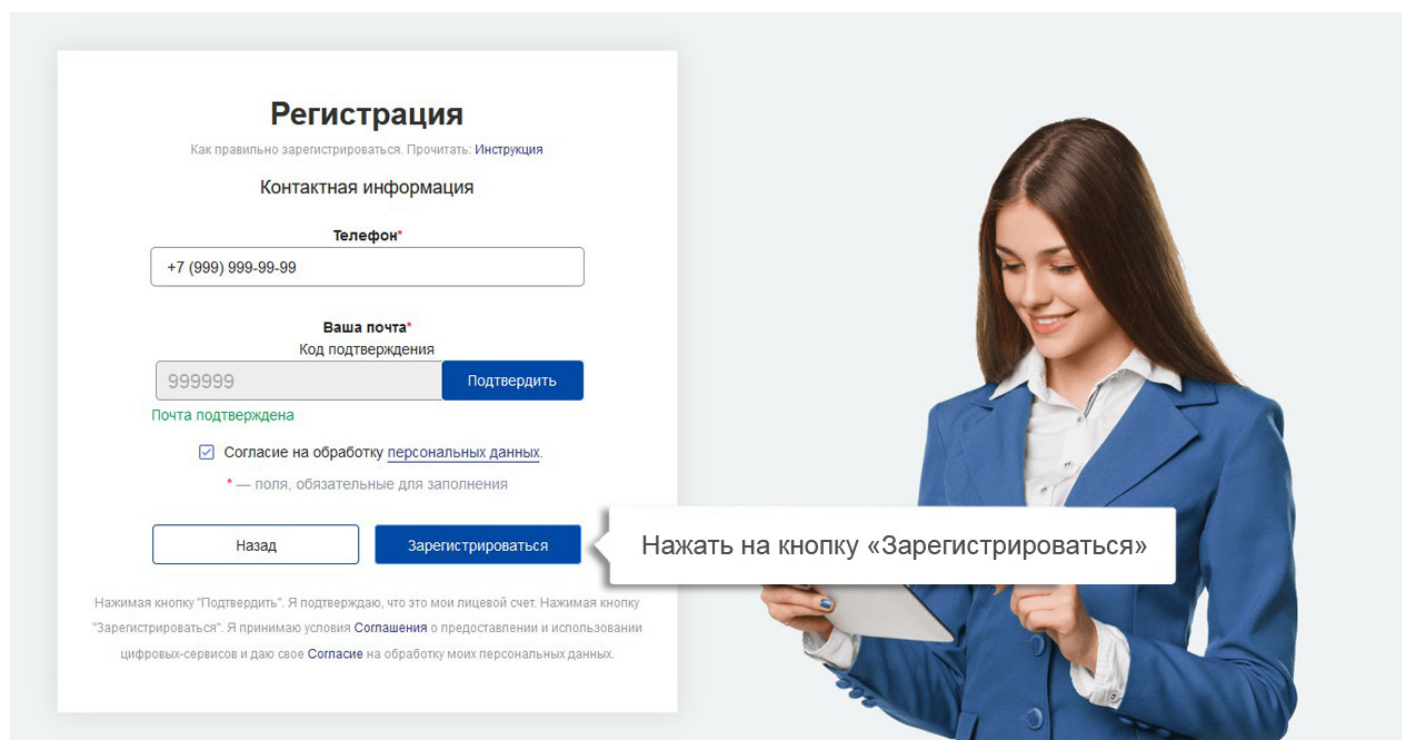 Регистрация
Как правильно зарегистрироваться. Прочитать: Инструкция
Контактная информация
Телефон*
+7 (999) 999-99-99
Ваша почта*
Код подтверждения
999999
Подтвердить
Почта подтверждена
Согласие на обработку персональных данных.
* — поля, обязательные для заполнения
Назад
Зарегистрироваться
Нажать на кнопку «Зарегистрироваться»
Нажимая кнопку "Подтвердить". Я подтверждаю, что это мои лицевой счет. Нажимая кнопку
"Зарегистрироваться". Я принимаю условия Соглашения о предоставлении и использовании
цифровых-сервисов и даю свое Согласие на обработку моих персональных данных.